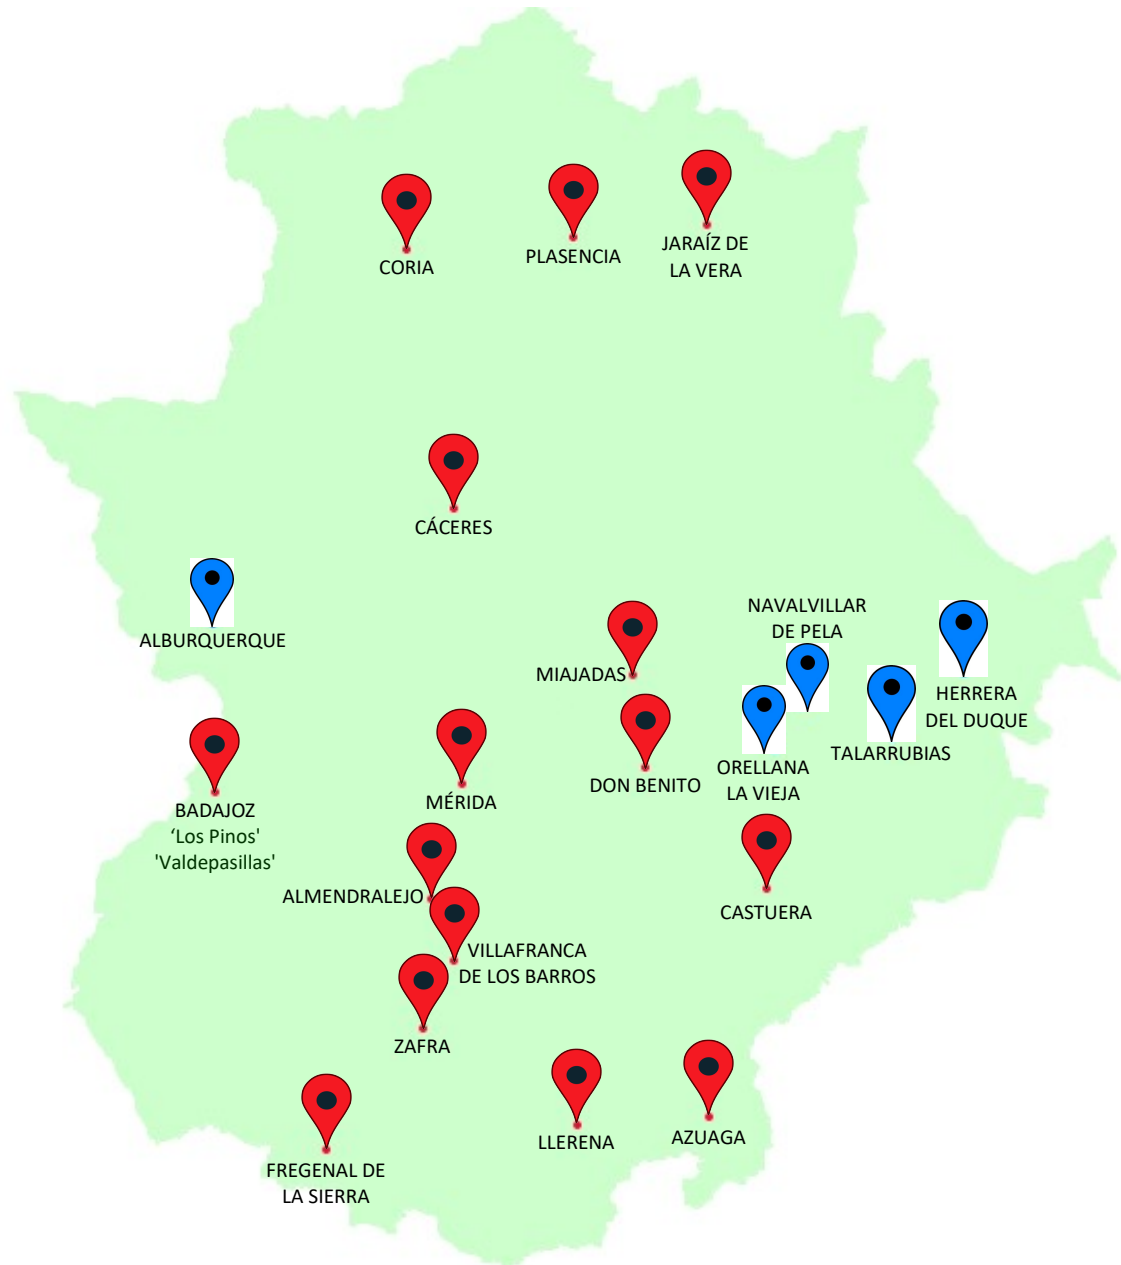 CORIA
PLASENCIA
JARAÍZ DE
LA VERA
CÁCERES
ALBURQUERQUE
NAVALVILLAR
DE PELA
MIAJADAS
HERRERA
DEL DUQUE
TALARRUBIAS
ORELLANA
LA VIEJA
DON BENITO
MÉRIDA
BADAJOZ
‘Los Pinos'
'Valdepasillas'
ALMENDRALEJO
CASTUERA
VILLAFRANCA
DE LOS BARROS
ZAFRA
LLERENA
AZUAGA
FREGENAL DE
LA SIERRA